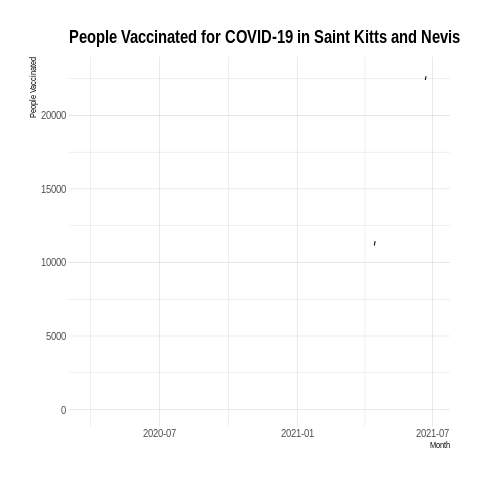 People Vaccinated for COVID-19 in Saint Kitts and Nevis
People Vaccinated
20000
15000
10000
5000
0
2020-07 2021-01 2021-07
Month